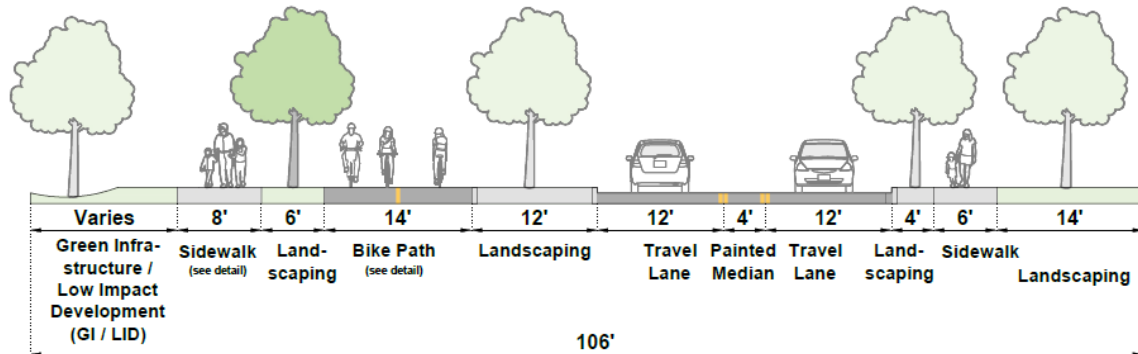 Varies 8' 6' 14' 12' 12' 4' 12' 4' 6' 14'
Green Infra-
structure /
Low Impact
Development
(GI / LID)
Sidewalk
(see detail)
Land-
scaping
Bike Path
(see detail)
Landscaping
Travel
Lane
Painted
Median
Travel
Lane
Land-
scaping
Sidewalk
Landscaping
106'